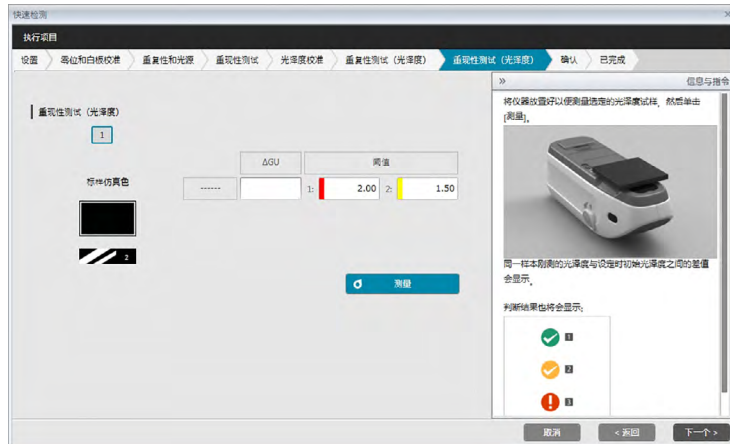 快速检测
执行项目
设置 零位和白板校准 重复性和光源 重现性测试 光泽度校准 重复性测试（光泽度） 重现性测试（光泽度） 确认 已完成
» 信息与指令
重现性测试（光泽度）
1
将仪器放置好以便测量选定的光泽度试样，然后单击
[测量]。
ΔGU 阈值
标样仿真色
------ 1: 2.00 2: 1.50
2
测量
同一样本刚测的光泽度与设定时初始光泽度之间的差值
会显示。
判断结果也将会显示：
1
2
3
取消 < 返回 下一个 >